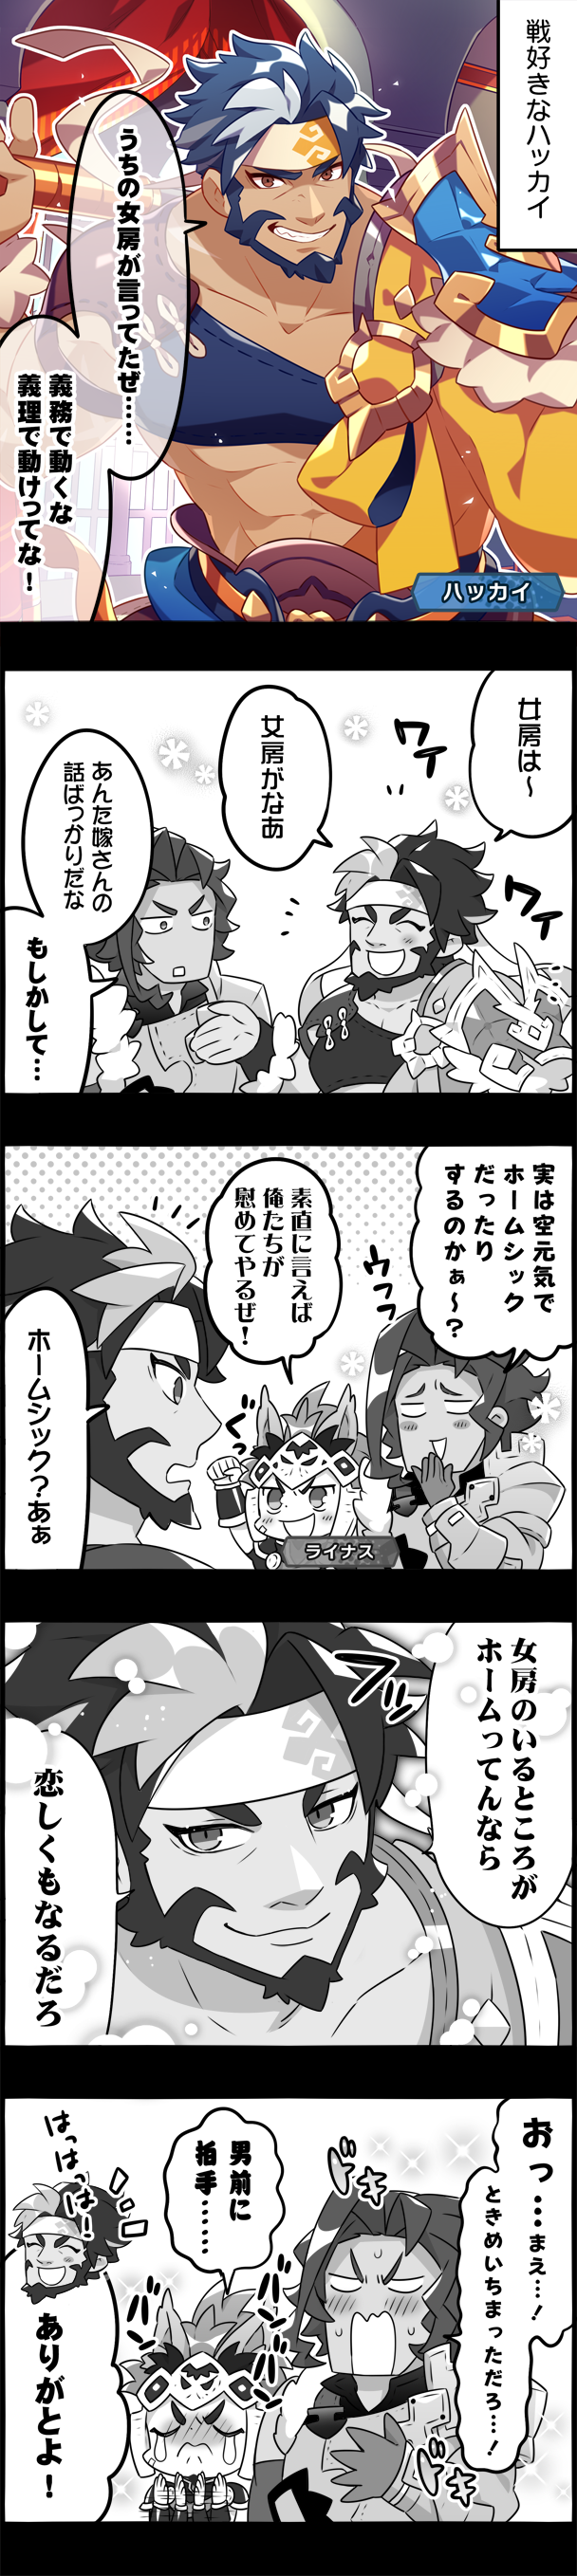 戦好きなハッカイ
うちの女房が言ってたぜ……
義務で動くな
義理で動けってな!
ハッカイ
女房は〜
ワイ
女房がなあ
ワイ
あんた嫁さんの
話ばっかりだな
もしかして…
実は空元気で
ホームシック
だったり
するのかぁ〜?
ウフフ
素直に言えば
俺たちが
慰めてやるぜ!
ぐっ
ライナス
ホームシック?あぁ
女房のいるところが
ホームってんなら
フッ
恋しくもなるだろ
おっ…まえ…!
ときめいちまっただろ…!
ドキ
ドキ
男前に
拍手……
バン
バン
バン
はっはっは!
ありがとよ!